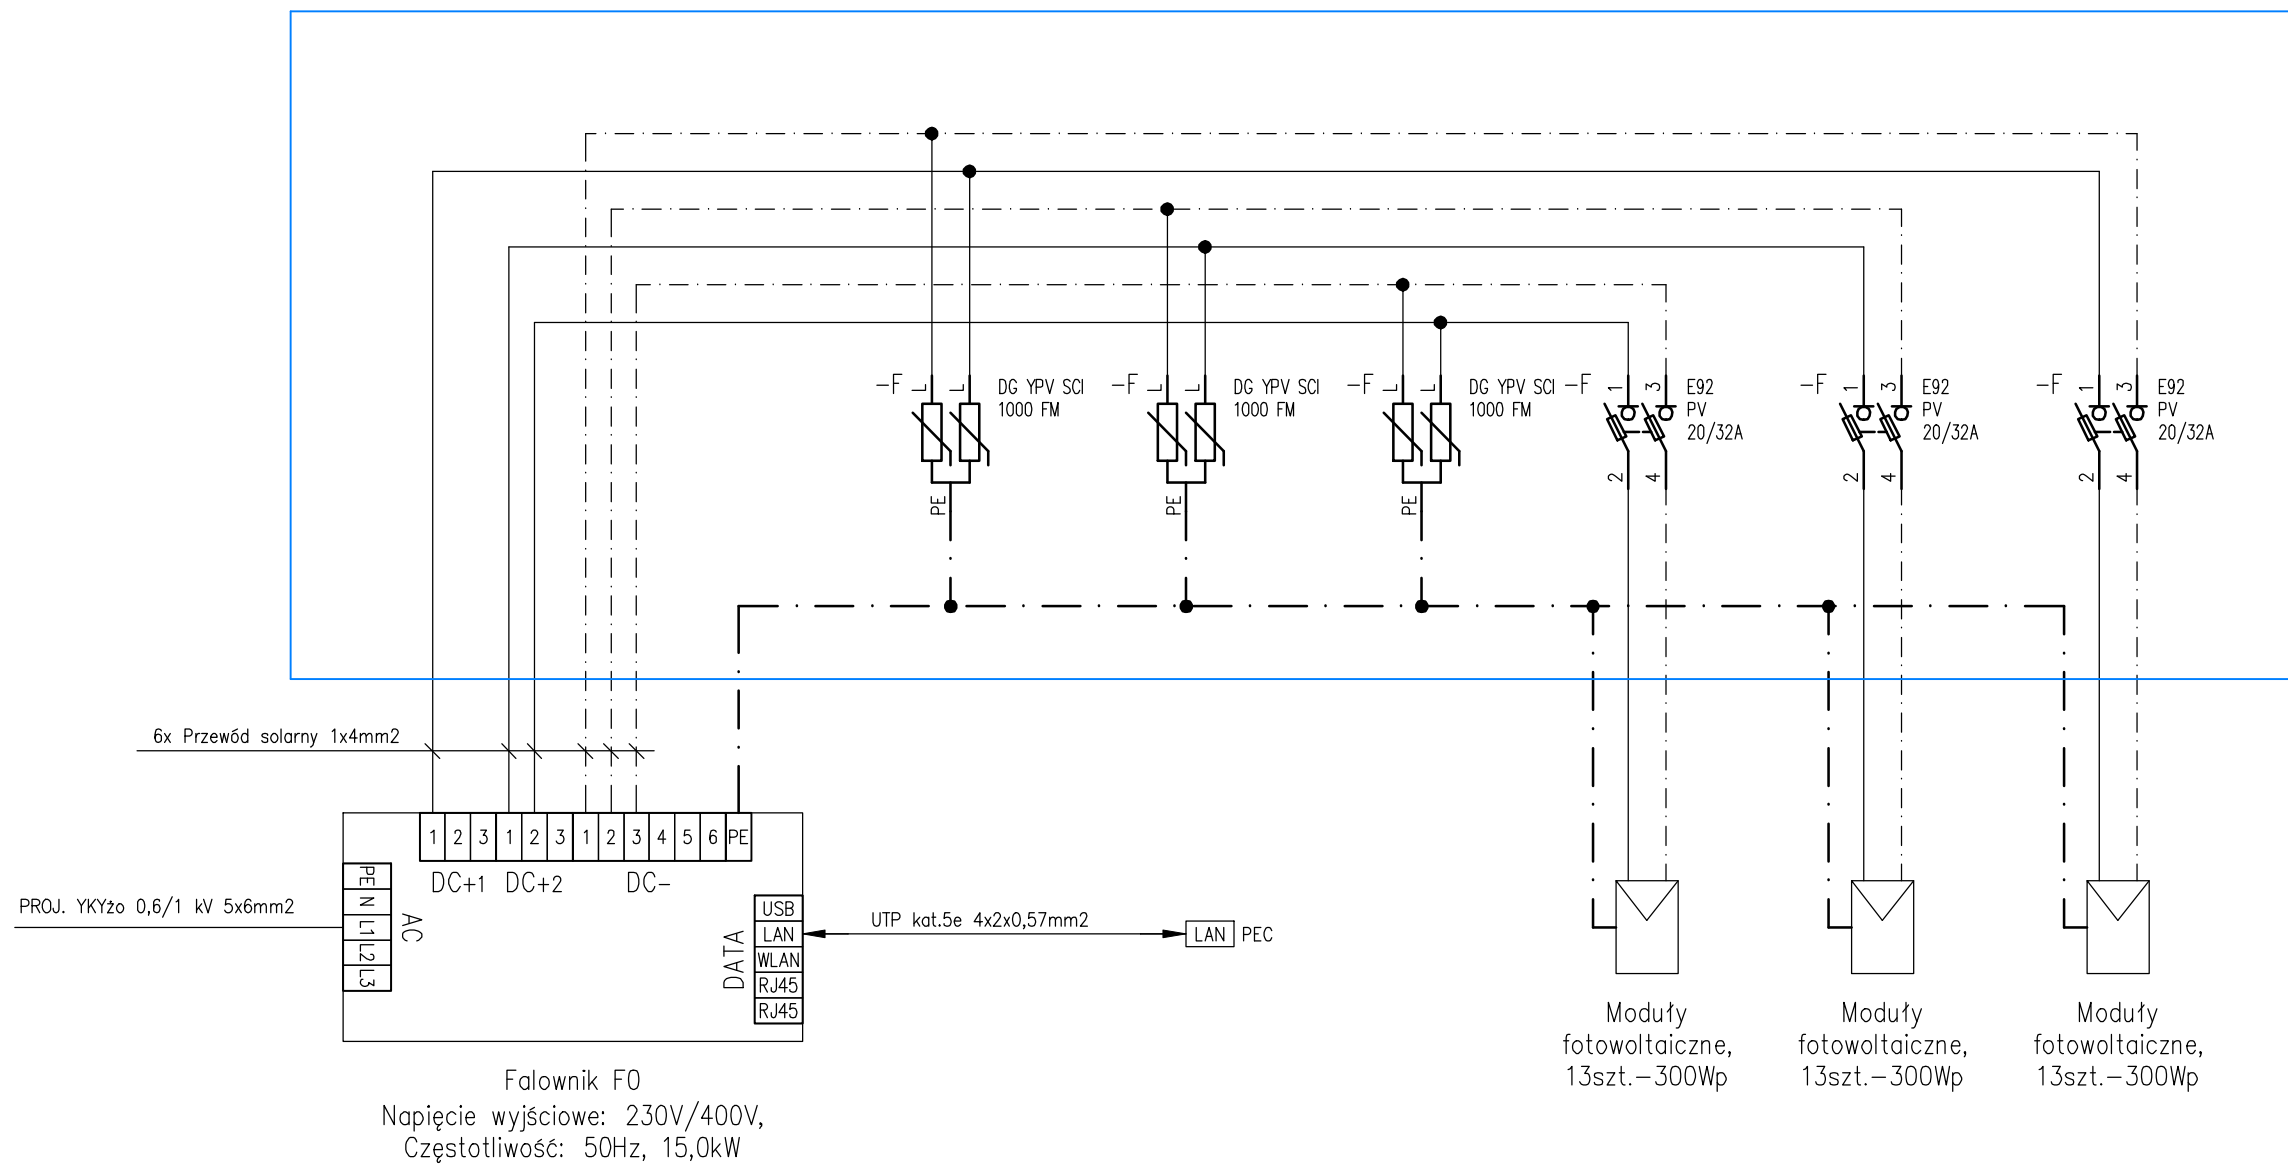 -F
L
L
DG YPV SCI
1000 FM
PE
-F
L
L
DG YPV SCI
1000 FM
PE
-F
L
L
DG YPV SCI
1000 FM
PE
-F
1
3
E92
PV
20/32A
2
4
-F
1
3
E92
PV
20/32A
2
4
-F
1
3
E92
PV
20/32A
2
4
6x Przewód solarny 1x4mm2
1 2 3 1 2 3 1 2 3 4 5 6 PE
DC+1 DC+2 DC-
PROJ. YKYżo 0,6/1 kV 5x6mm2
PE
N
L1
L2
L3
AC
DATA
USB
LAN
WLAN
RJ45
RJ45
UTP kat.5e 4x2x0,57mm2
LAN PEC
Falownik F0
Napięcie wyjściowe: 230V/400V,
Częstotliwość: 50Hz, 15,0kW
Moduły
fotowoltaiczne,
13szt.-300Wp
Moduły
fotowoltaiczne,
13szt.-300Wp
Moduły
fotowoltaiczne,
13szt.-300Wp